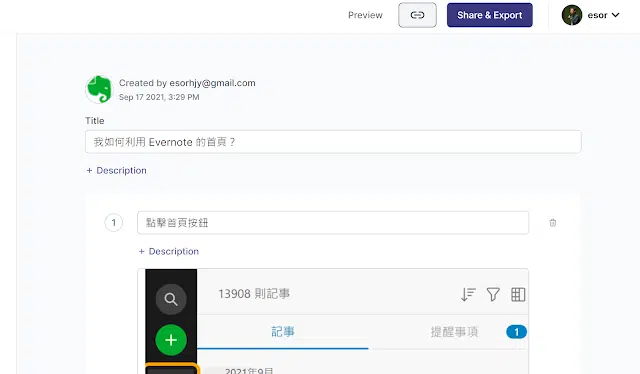 Preview
Share & Export
esor
Created by esorhjy@gmail.com
Sep 17 2021, 3:29 PM
Title
我如何利用 Evernote 的首頁？
+ Description
1
點擊首頁按鈕
+ Description
13908 則記事
記事
提醒事項
1
2021年9月